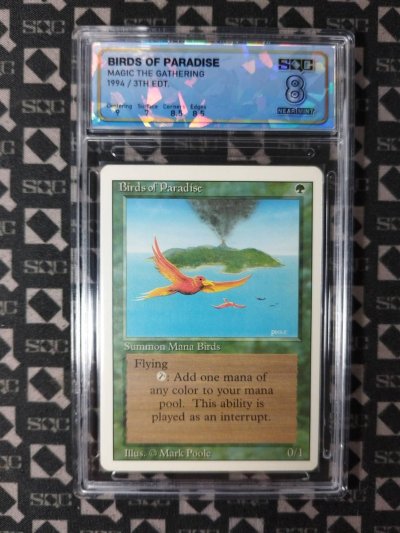 BIRDS OF PARADISE
MAGIC THE GATHERING
1994 / 3TH EDT.
Centering Surface Corners Edges
9 7 8.5 8.5
SQC
8
NEAR MINT
Birds of Paradise
POOLE
Summon Mana Birds
Flying
: Add one mana of
any color to your mana
pool. This ability is
played as an interrupt.
Illus. © Mark Poole
0/1